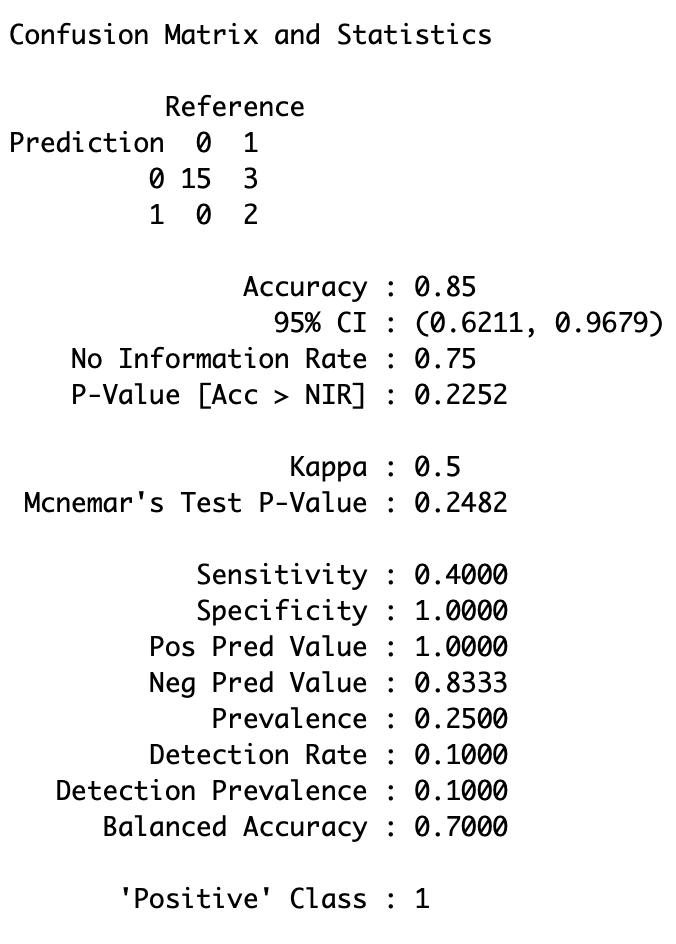 Confusion Matrix and Statistics
Reference
Prediction 0 1
0 15 3
1 0 2
Accuracy : 0.85
95% CI : (0.6211, 0.9679)
No Information Rate : 0.75
P-Value [Acc > NIR] : 0.2252
Kappa : 0.5
Mcnemar's Test P-Value : 0.2482
Sensitivity : 0.4000
Specificity : 1.0000
Pos Pred Value : 1.0000
Neg Pred Value : 0.8333
Prevalence : 0.2500
Detection Rate : 0.1000
Detection Prevalence : 0.1000
Balanced Accuracy : 0.7000
'Positive' Class : 1